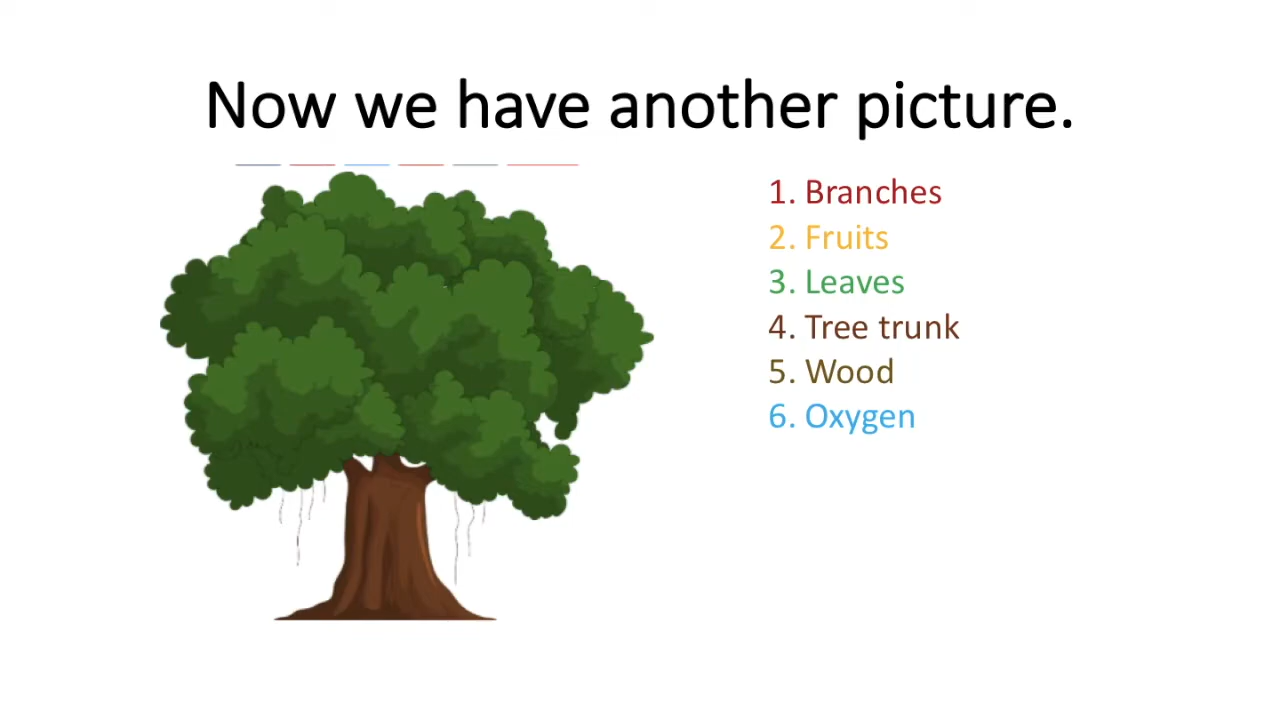 Now we have another picture.
1. Branches
2. Fruits
3. Leaves
4. Tree trunk
5. Wood
6. Oxygen